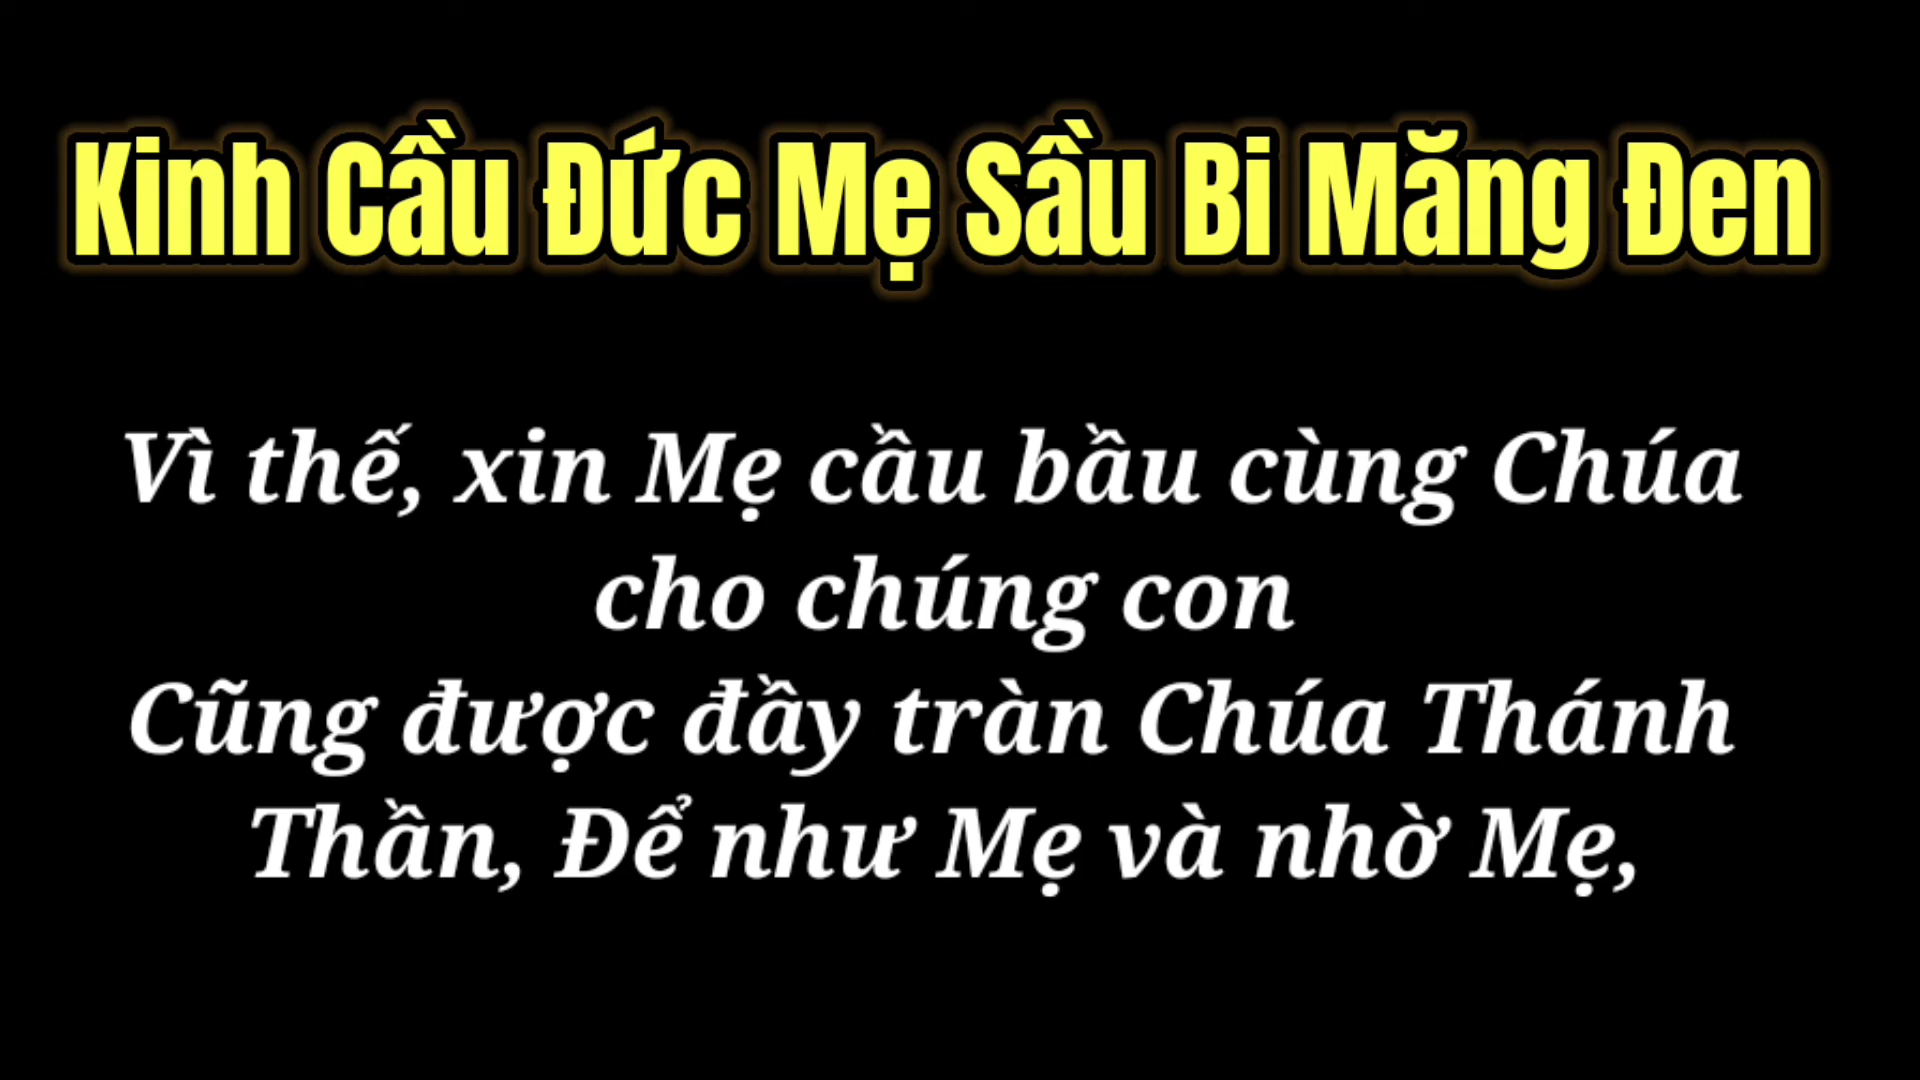 Kinh Cầu Đức Mẹ Sầu Bi Măng Đen
Vì thế, xin Mẹ cầu bầu cùng Chúa
cho chúng con
Cũng được đầy tràn Chúa Thánh
Thần, Để như Mẹ và nhờ Mẹ,